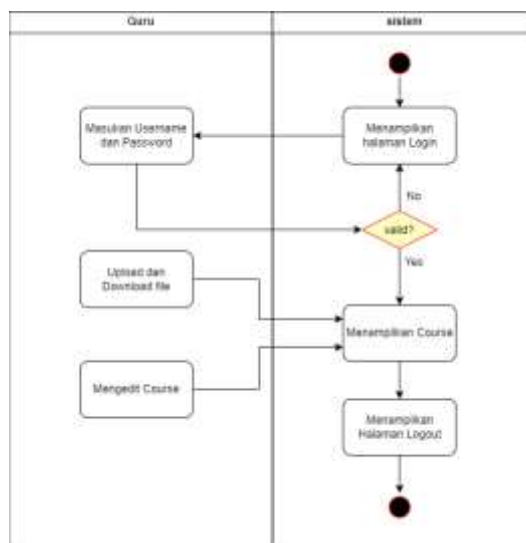 Guru
sistem
Masukan Username
dan Password
Menampilkan
halaman Login
No
valid?
Yes
Upload dan
Download file
Menampilkan Course
Mengedit Course
Menampilkan
Halaman Logout